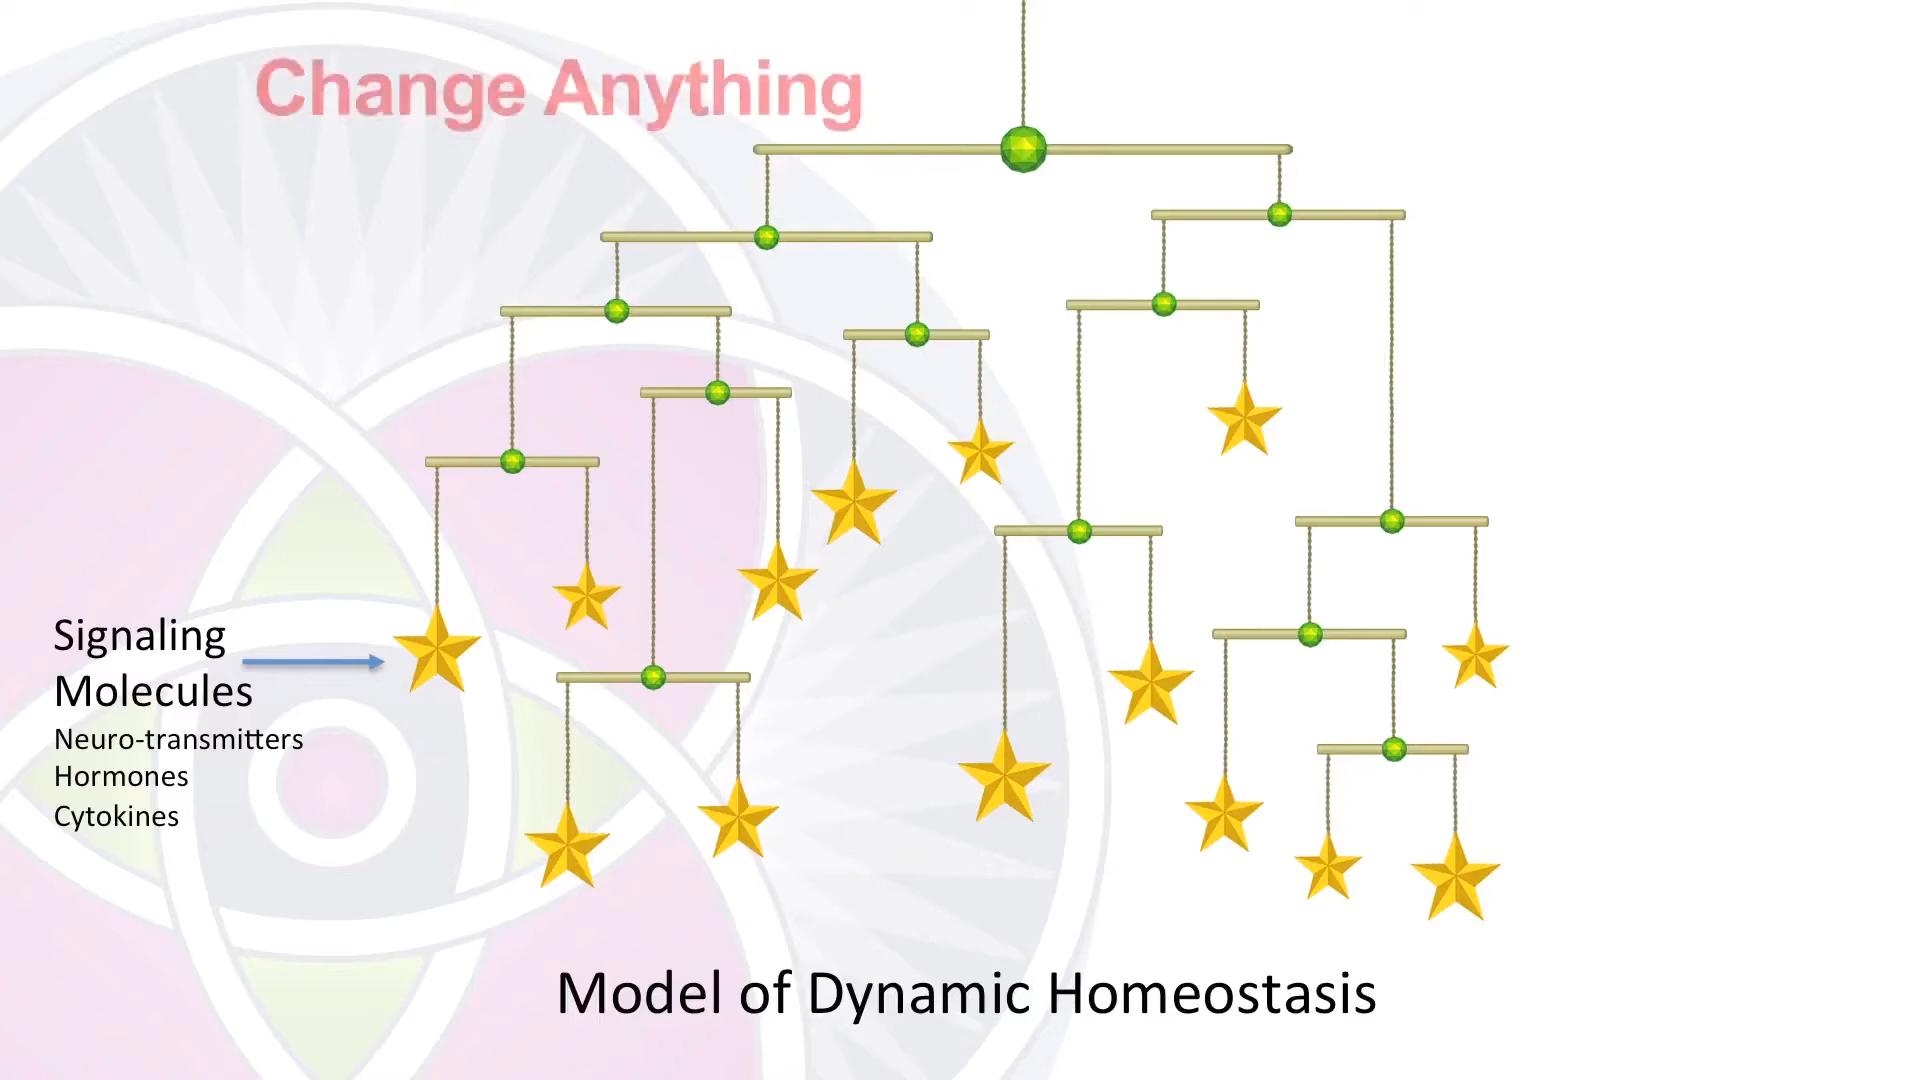 Change Anything
Signaling
Molecules
Neuro-transmitters
Hormones
Cytokines
Model of Dynamic Homeostasis